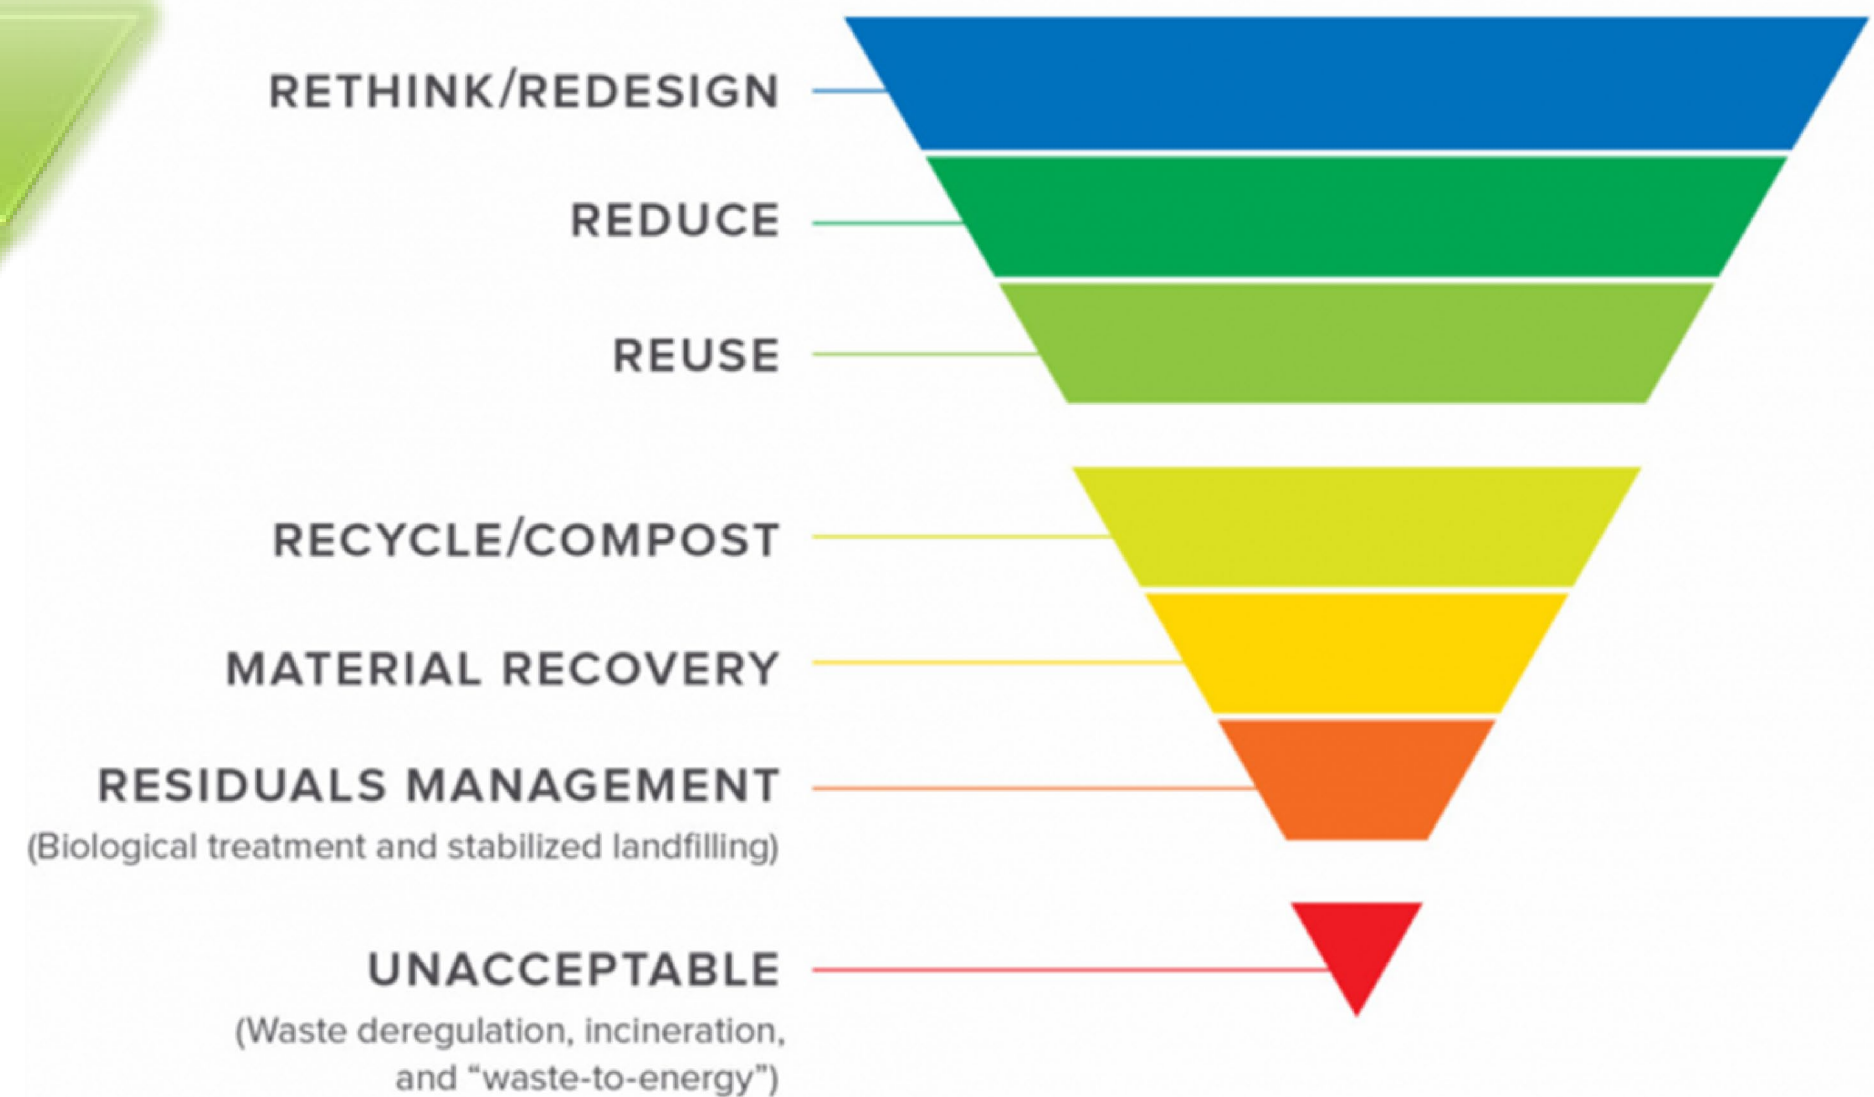 RETHINK/REDESIGN
REDUCE
REUSE
RECYCLE/COMPOST
MATERIAL RECOVERY
RESIDUALS MANAGEMENT
(Biological treatment and stabilized landfilling)
UNACCEPTABLE
(Waste deregulation, incineration,
and “waste-to-energy”)